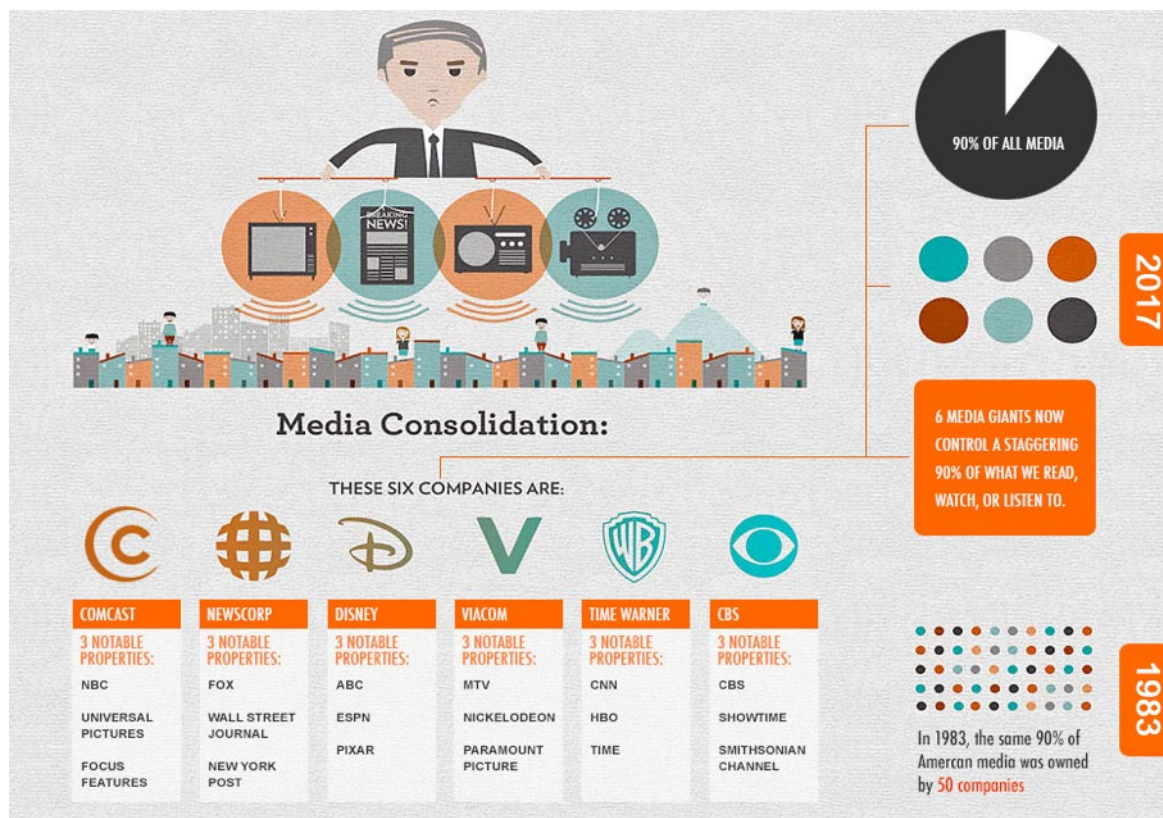 BREAKING
NEWS!
90% OF ALL MEDIA
2017
Media Consolidation:
6 MEDIA GIANTS NOW
CONTROL A STAGGERING
90% OF WHAT WE READ,
WATCH, OR LISTEN TO.
THESE SIX COMPANIES ARE:
C
D
V
WB
COMCAST
3 NOTABLE
PROPERTIES:
NBC
UNIVERSAL
PICTURES
FOCUS
FEATURES
NEWSCORP
3 NOTABLE
PROPERTIES:
FOX
WALL STREET
JOURNAL
NEW YORK
POST
DISNEY
3 NOTABLE
PROPERTIES:
ABC
ESPN
PIXAR
VIACOM
3 NOTABLE
PROPERTIES:
MTV
NICKELODEON
PARAMOUNT
PICTURE
TIME WARNER
3 NOTABLE
PROPERTIES:
CNN
HBO
TIME
CBS
3 NOTABLE
PROPERTIES:
CBS
SHOWTIME
SMITHSONIAN
CHANNEL
1983
In 1983, the same 90% of
Amercan media was owned
by 50 companies